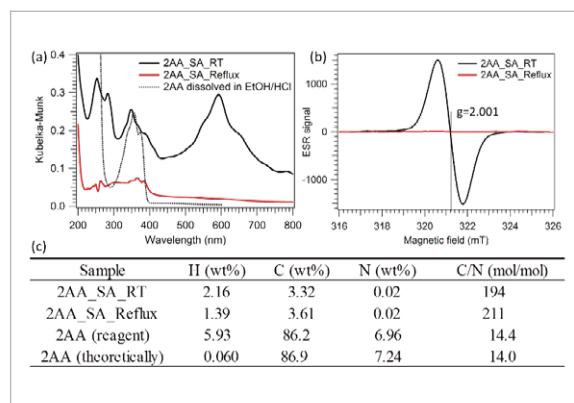 (a)
2AA_SA_RT
2AA_SA_Reflux
2AA dissolved in EtOH/HCl
Kubelka-Munk
0.4
0.3
0.2
0.1
0.0
200 300 400 500 600 700 800
Wavelength (nm)
(b)
2AA_SA_RT
2AA_SA_Reflux
g=2.001
ESR signal
1000
0
-1000
316 318 320 322 324 326
Magnetic field (mT)
(c)
Sample H (wt%) C (wt%) N (wt%) C/N (mol/mol)
2AA_SA_RT 2.16 3.32 0.02 194
2AA_SA_Reflux 1.39 3.61 0.02 211
2AA (reagent) 5.93 86.2 6.96 14.4
2AA (theoretically) 0.060 86.9 7.24 14.0